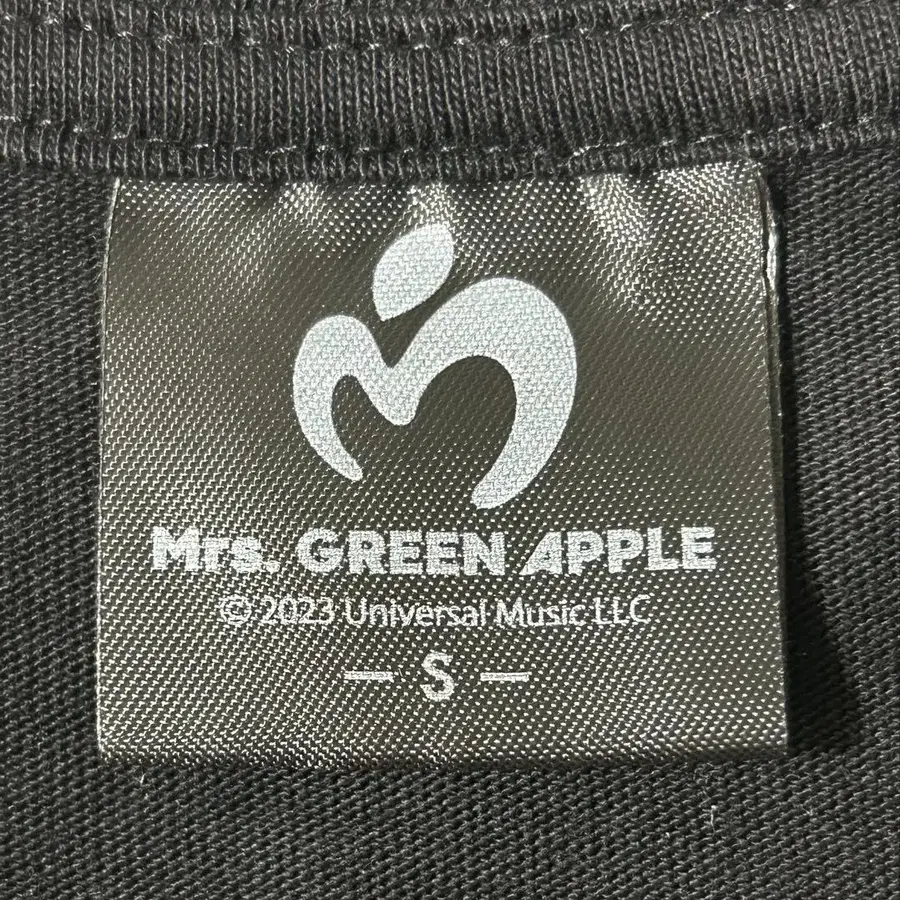 Mrs. GREEN APPLE
© 2023 Universal Music LLC
— S —